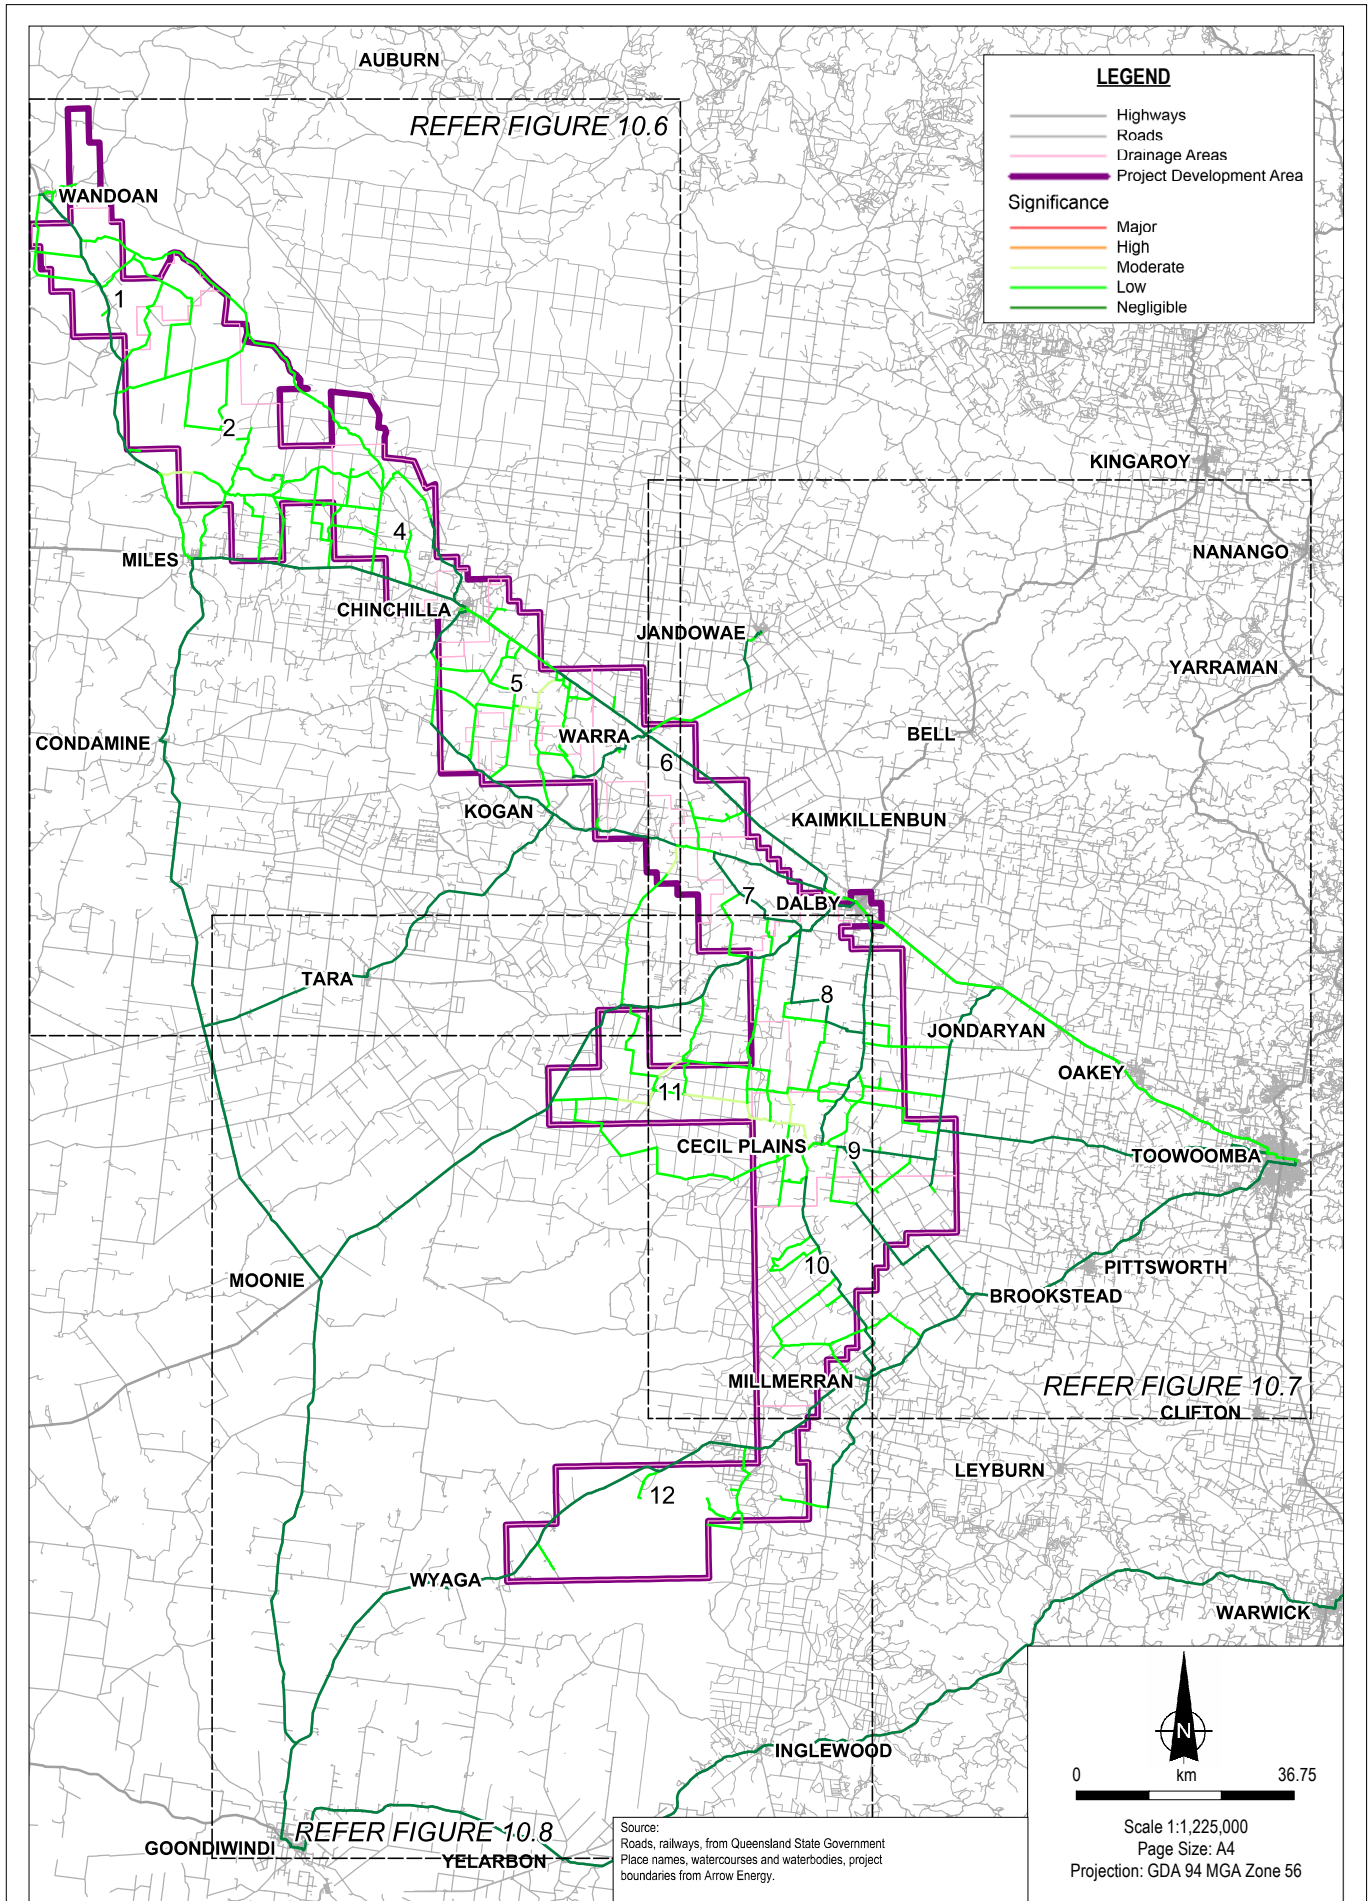 AUBURN
LEGEND
Highways
Roads
Drainage Areas
Project Development Area
Significance
Major
High
Moderate
Low
Negligible
REFER FIGURE 10.6
WANDOAN
1
2
KINGAROY
4
NANANGO
MILES
CHINCHILLA
JANDOWAE
YARRAMAN
5
CONDAMINE
WARRA
BELL
6
KOGAN
KAIMKILLENBUN
7
DALBY
TARA
8
JONDARYAN
OAKEY
11
CECIL PLAINS
9
TOOWOOMBA
10
PITTSWORTH
MOONIE
BROOKSTEAD
MILLMERRAN
REFER FIGURE 10.7
CLIFTON
LEYBURN
12
WYAGA
WARWICK
N
INGLEWOOD
0 km 36.75
Scale 1:1,225,000
Page Size: A4
Projection: GDA 94 MGA Zone 56
REFER FIGURE 10.8
GOONDIWINDI
YELARBON
Source:
Roads, railways, from Queensland State Government
Place names, watercourses and waterbodies, project
boundaries from Arrow Energy.